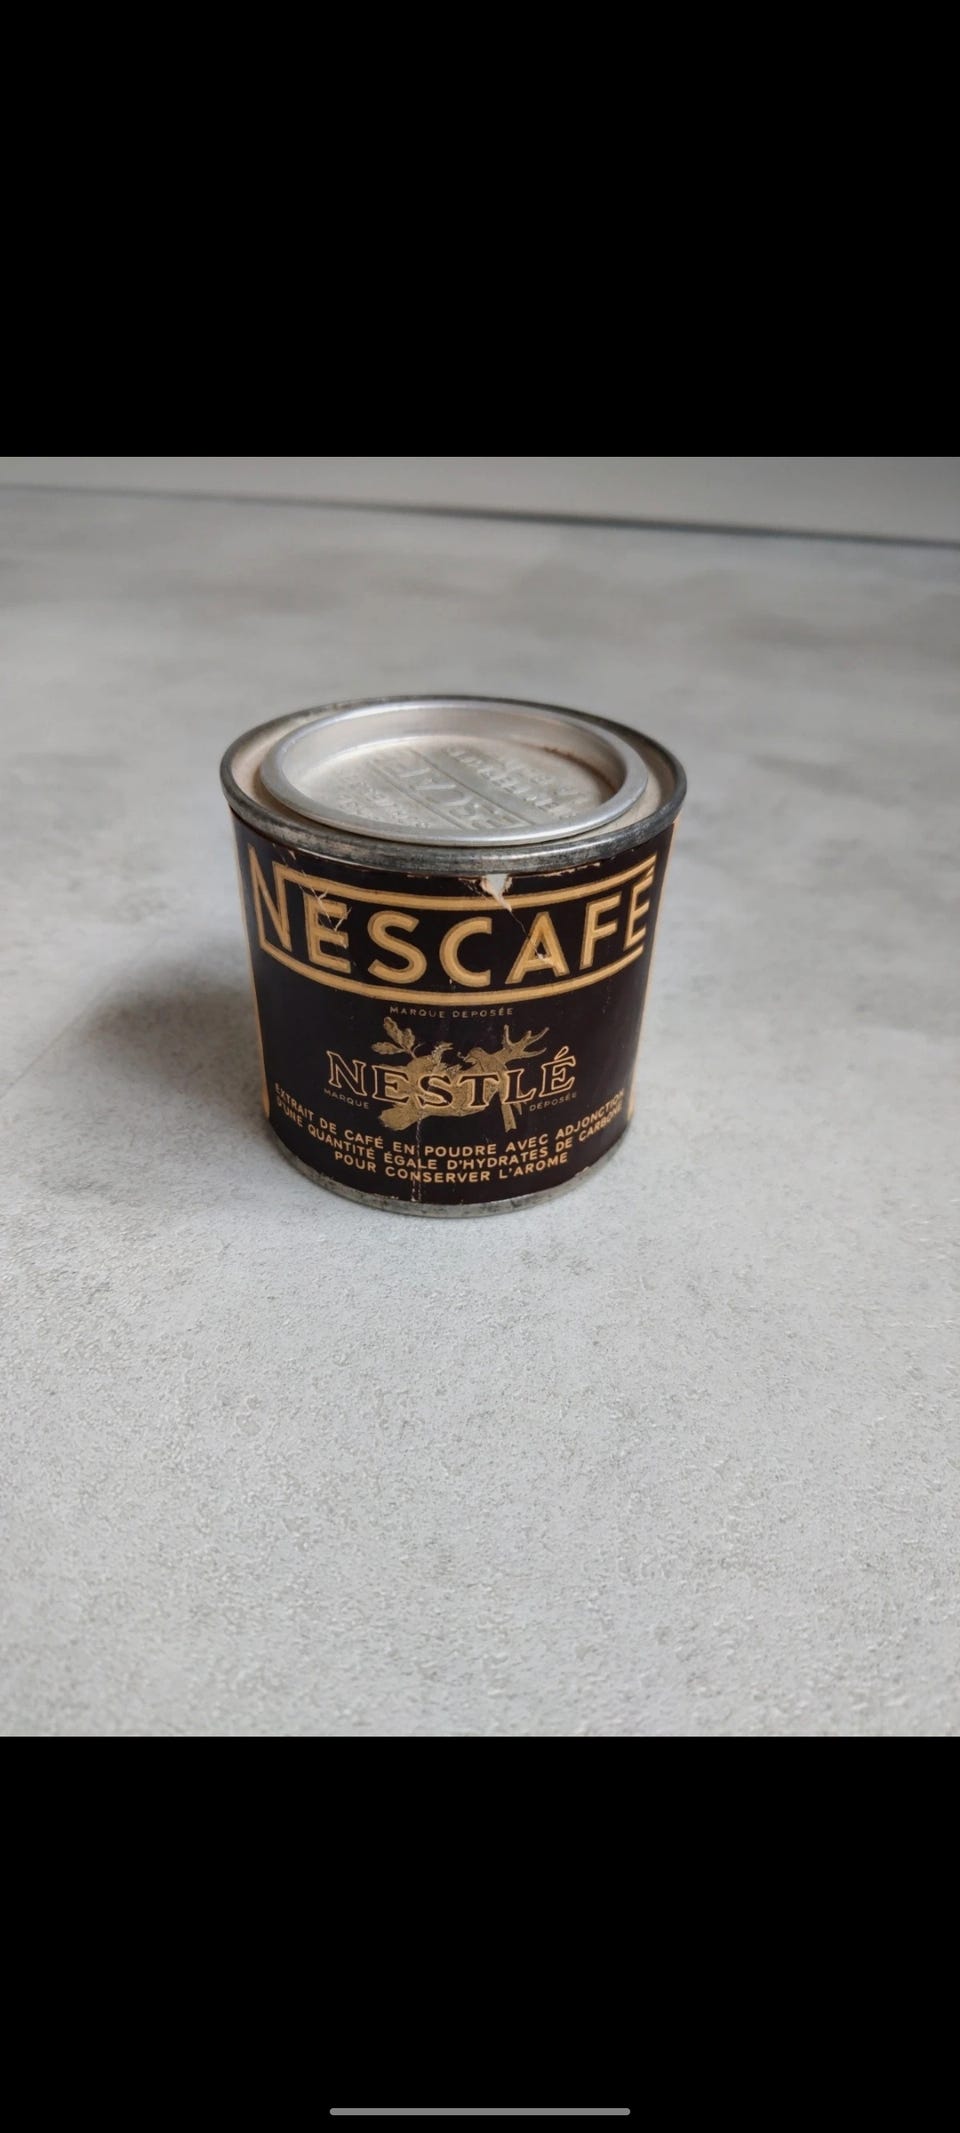 NESCAFÉ
MARQUE DÉPOSÉE
NESTLÉ
MARQUE DÉPOSÉE
EXTRAIT DE CAFÉ EN POUDRE AVEC ADJONCTION
D'UNE QUANTITÉ ÉGALE D'HYDRATES DE CARBONE
POUR CONSERVER L'AROME